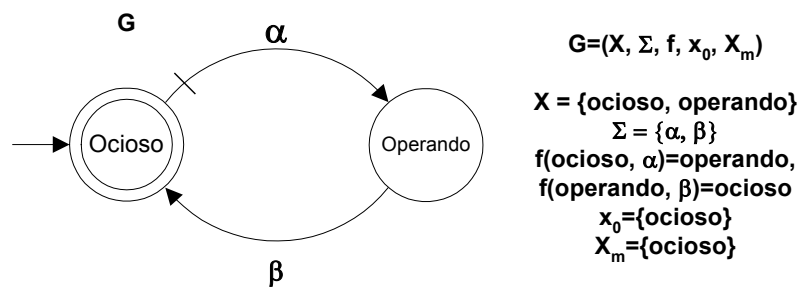 G
α
Ocioso
Operando
β
G=(X, Σ, f, x₀, Xₘ)
X = {ocioso, operando}
Σ = {α, β}
f(ocioso, α)=operando,
f(operando, β)=ocioso
x₀={ocioso}
Xₘ={ocioso}